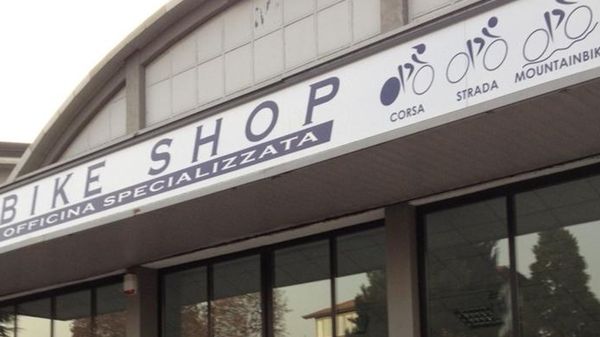 BIKE SHOP
OFFICINA SPECIALIZZATA
CORSA
STRADA
MOUNTAINBIK